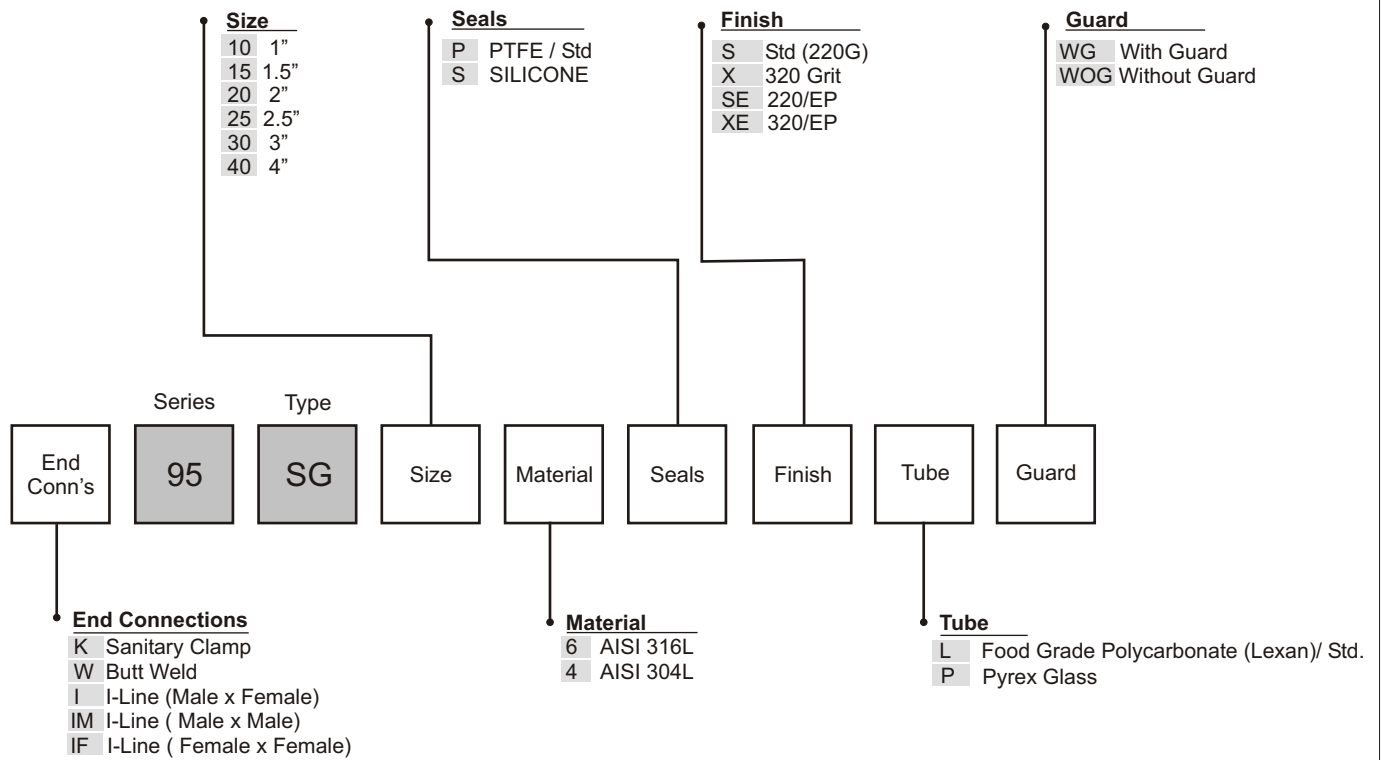 Size
10 1”
15 1.5”
20 2”
25 2.5”
30 3”
40 4”
Seals
P PTFE / Std
S SILICONE
Finish
S Std (220G)
X 320 Grit
SE 220/EP
XE 320/EP
Guard
WG With Guard
WOG Without Guard
Series
Type
End
Conn's
95
SG
Size
Material
Seals
Finish
Tube
Guard
End Connections
K Sanitary Clamp
W Butt Weld
I I-Line (Male x Female)
IM I-Line ( Male x Male)
IF I-Line ( Female x Female)
Material
6 AISI 316L
4 AISI 304L
Tube
L Food Grade Polycarbonate (Lexan)/ Std.
P Pyrex Glass